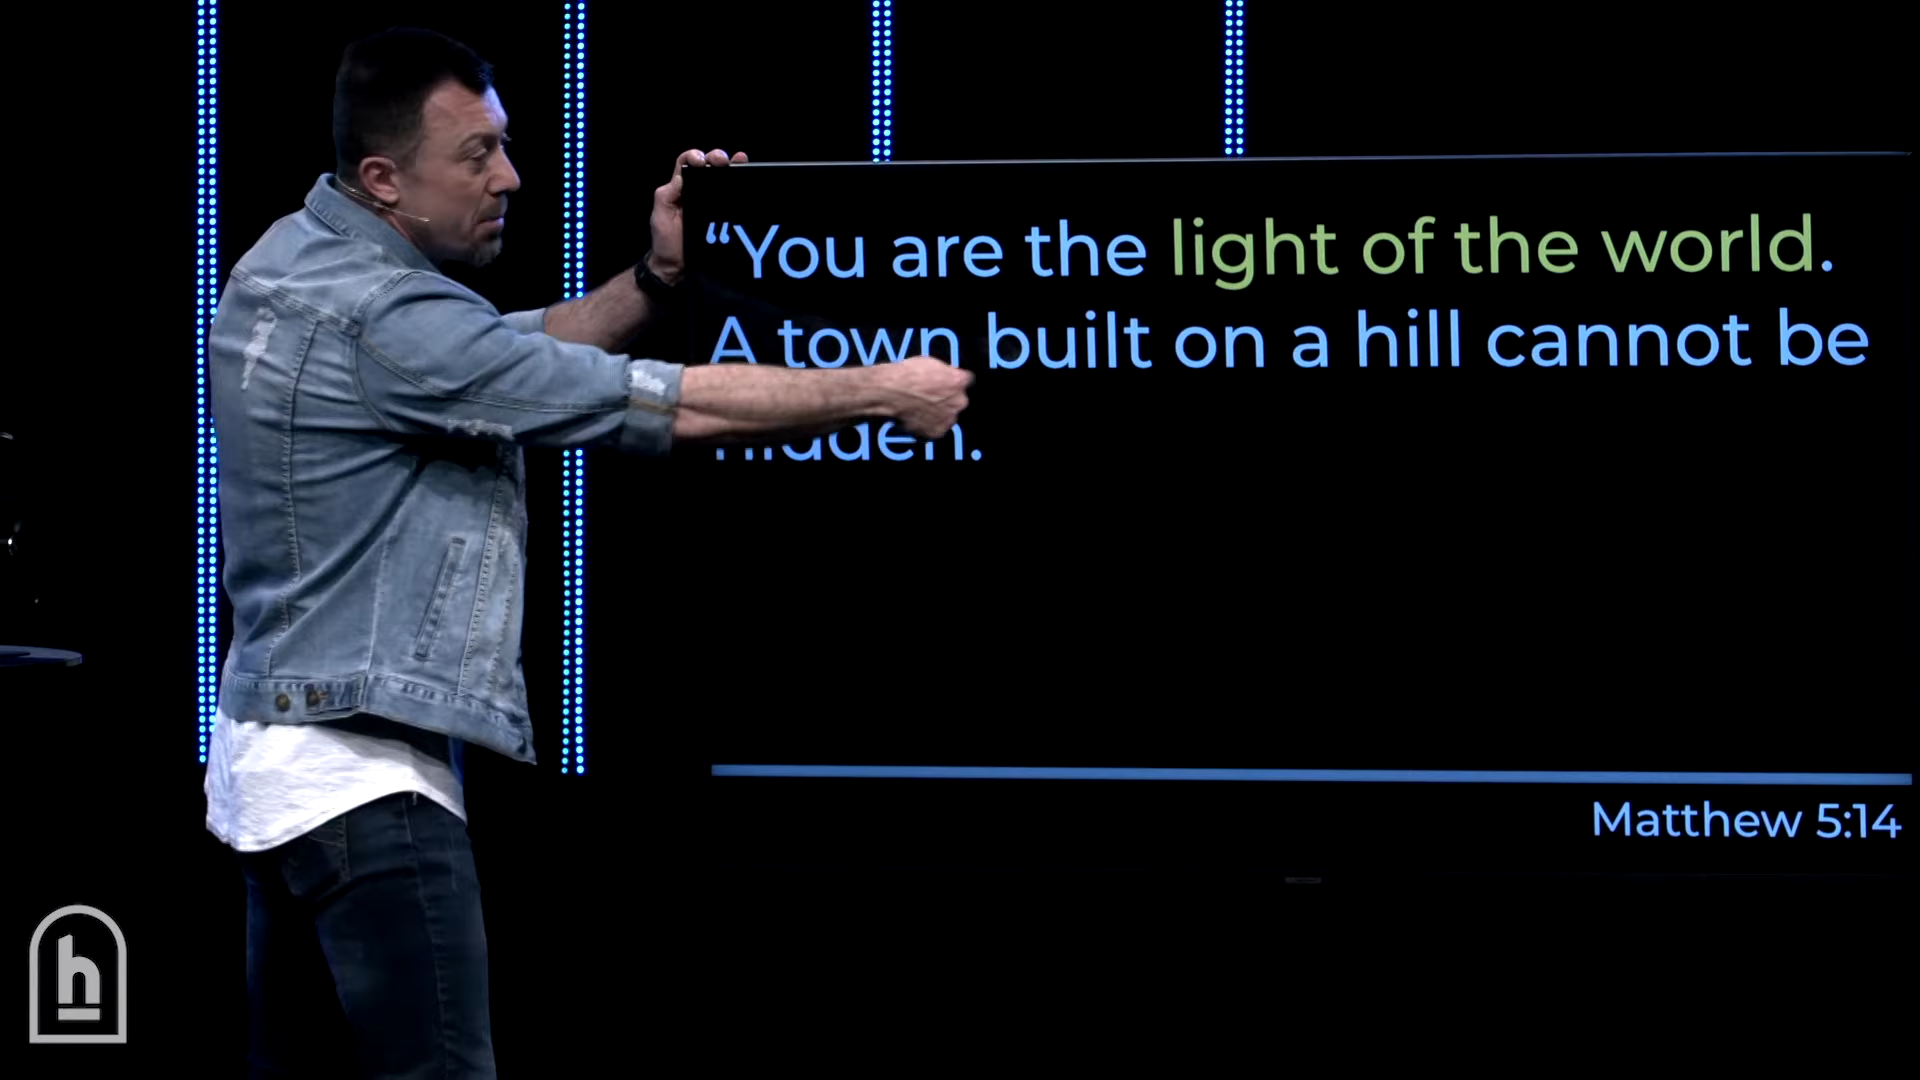 “You are the light of the world.
A town built on a hill cannot be
hidden.
Matthew 5:14
h